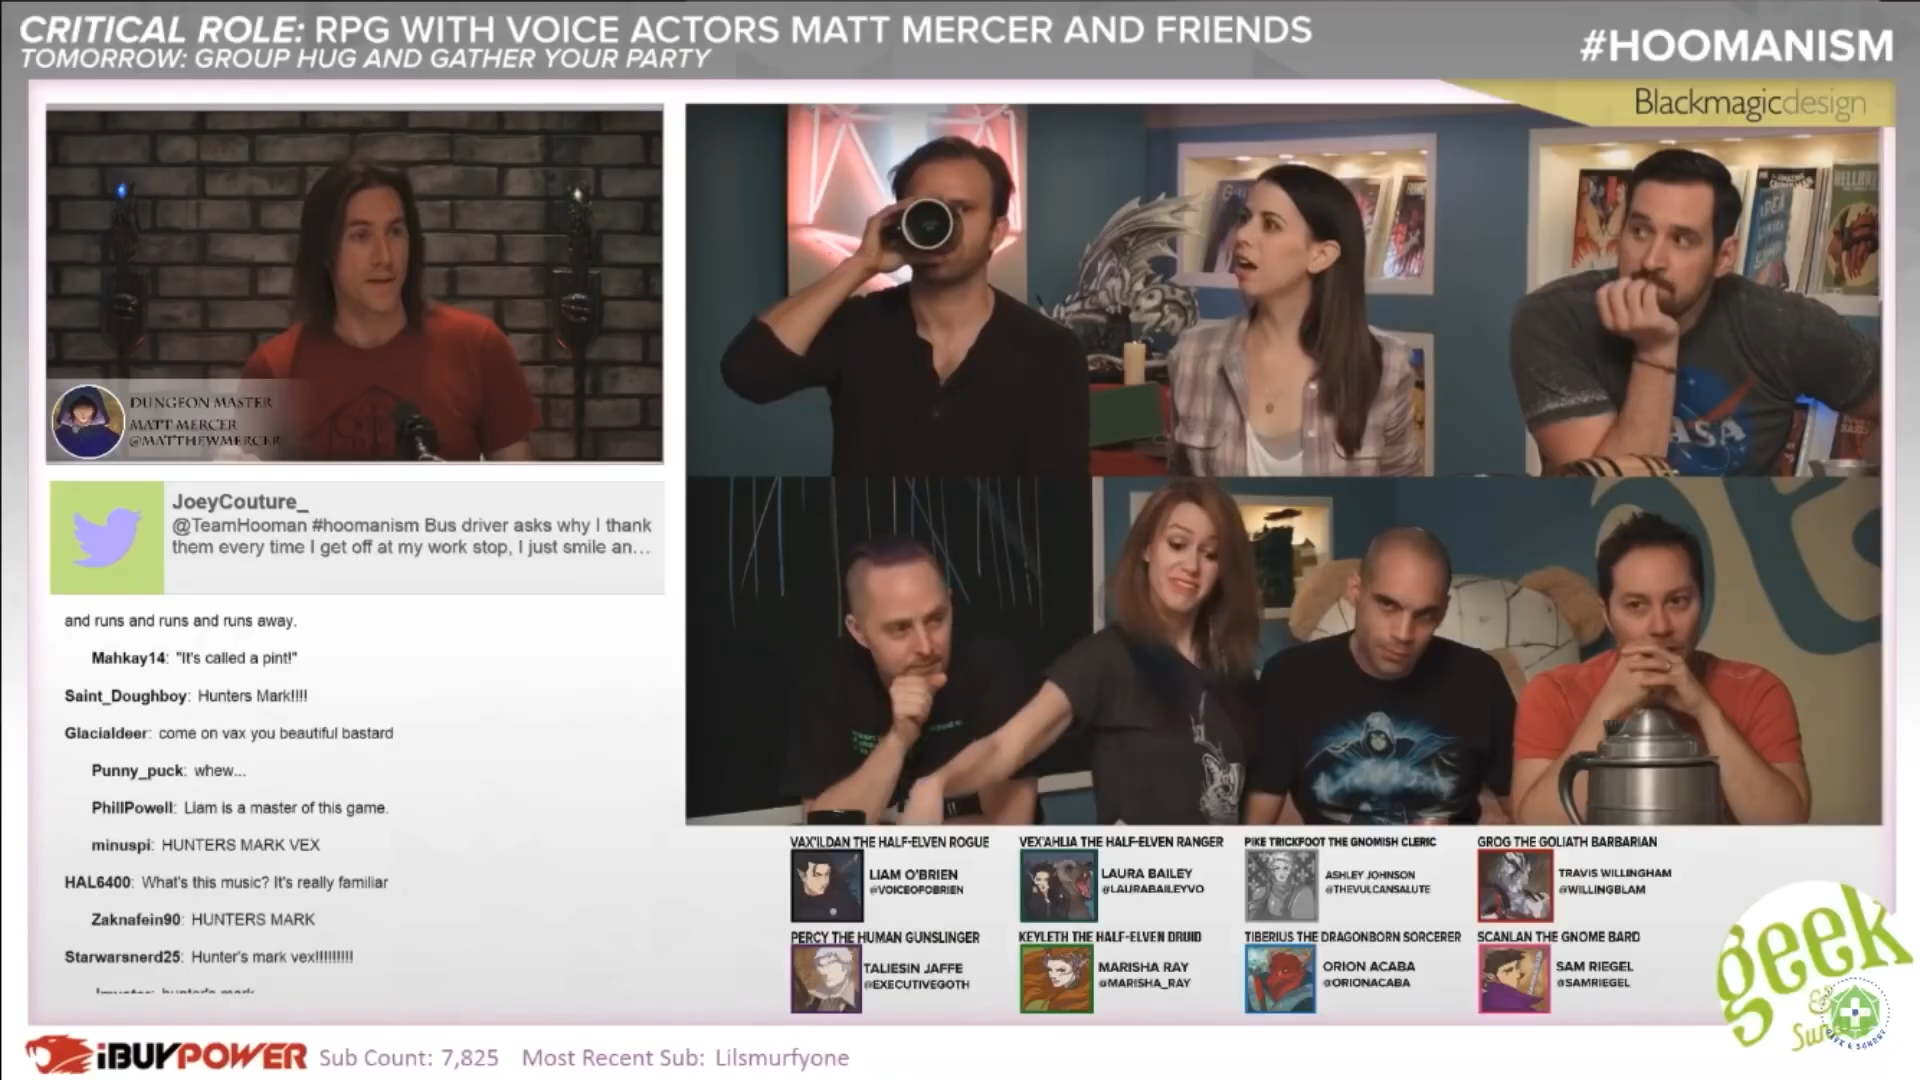 CRITICAL ROLE: RPG WITH VOICE ACTORS MATT MERCER AND FRIENDS
TOMORROW: GROUP HUG AND GATHER YOUR PARTY
#HOOMANISM
Blackmagicdesign
DUNGEON MASTER
MATT MERCER
@MATTHEWMERCER
JoeyCouture_
@TeamHooman #hoomanism Bus driver asks why I thank
them every time I get off at my work stop, I just smile an...
and runs and runs and runs away.
Mahkay14: "It's called a pint!"
Saint_Doughboy: Hunters Mark!!!!
Glacialdeer: come on vax you beautiful bastard
Punny_puck: whew...
PhillPowell: Liam is a master of this game.
minuspi: HUNTERS MARK VEX
HAL6400: What's this music? It's really familiar
Zaknafein90: HUNTERS MARK
Starwarsnerd25: Hunter's mark vex!!!!!!!!!
hunter's mark
ASA
HELLBOY
VAX'ILDAN THE HALF-ELVEN ROGUE
LIAM O'BRIEN
@VOICEOFOBRIEN
VEX'AHLIA THE HALF-ELVEN RANGER
LAURA BAILEY
@LAURABAILEYVO
PIKE TRICKFOOT THE GNOMISH CLERIC
ASHLEY JOHNSON
@THEVULCANSALUTE
GROG THE GOLIATH BARBARIAN
TRAVIS WILLINGHAM
@WILLINGBLAM
PERCY THE HUMAN GUNSLINGER
TALIESIN JAFFE
@EXECUTIVEGOTH
KEYLETH THE HALF-ELVEN DRUID
MARISHA RAY
@MARISHA_RAY
TIBERIUS THE DRAGONBORN SORCERER
ORION ACABA
@ORIONACABA
SCANLAN THE GNOME BARD
SAM RIEGEL
@SAMRIEGEL
geek
&
Su
iBUYPOWER
Sub Count: 7,825
Most Recent Sub: Lilsmurfyone